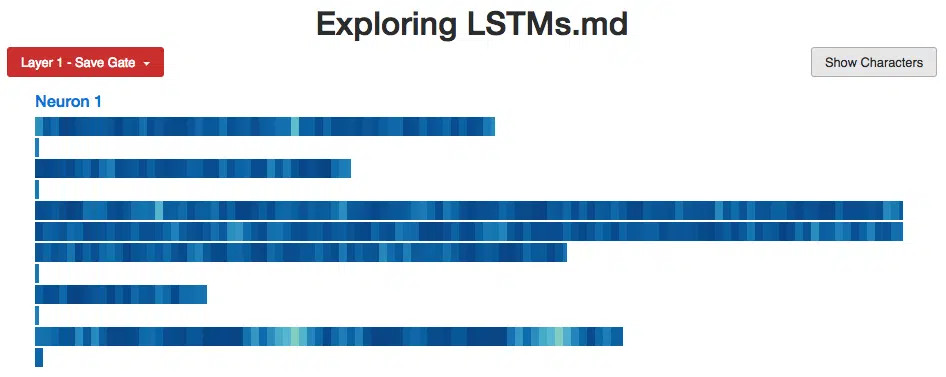 Exploring LSTMs.md
Layer 1 - Save Gate
Show Characters
Neuron 1